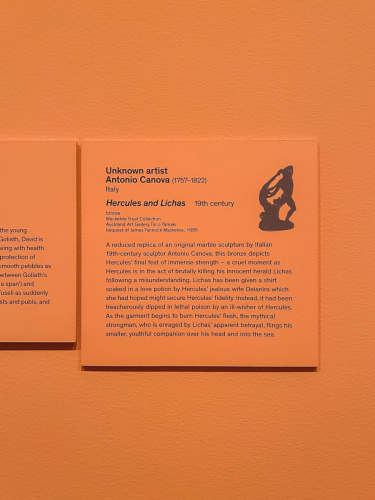 Unknown artist
Antonio Canova (1757–1822)
Italy
Hercules and Lichas 19th century
bronze
Mackelvie Trust Collection
Auckland Art Gallery Toi o Tāmaki
bequest of James Tannock Mackelvie, 1885
A reduced replica of an original marble sculpture by Italian
19th-century sculptor Antonio Canova, this bronze depicts
Hercules' final feat of immense strength – a cruel moment as
Hercules is in the act of brutally killing his innocent herald Lichas
following a misunderstanding. Lichas has been given a shirt
soaked in a love potion by Hercules' jealous wife Deianira which
she had hoped might secure Hercules' fidelity. Instead, it had been
treacherously dipped in lethal poison by an ill-wisher of Hercules.
As the garment begins to burn Hercules' flesh, the mythical
strongman, who is enraged by Lichas' apparent betrayal, flings his
smaller, youthful companion over his head and into the sea.
the young
Goliath, David is
wing with health
protection of
smooth pebbles as
between Goliath's
a span') and
Fuseli as suddenly
sts and pubis, and